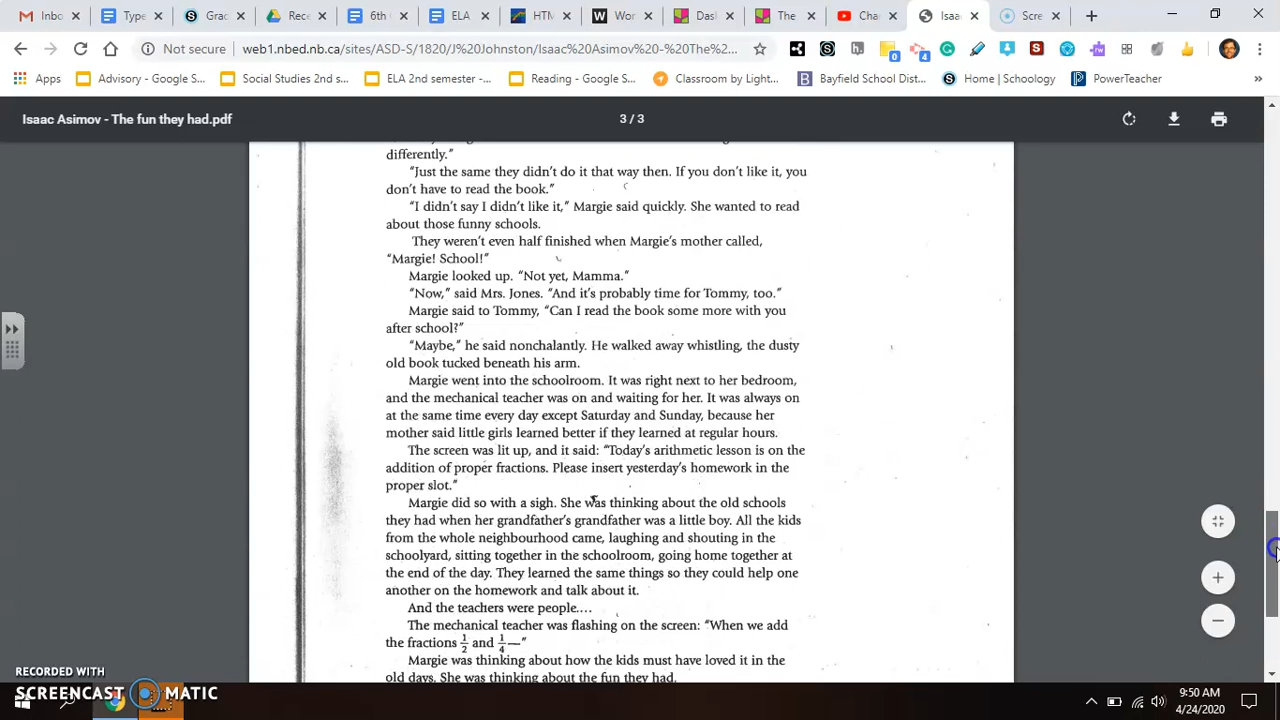 Inbo
Type
Grac
Rece
6th
ELA
HTM
Wor
Das
The
Cha
Isaa
Scre
Not secure
web1.nbed.nb.ca/sites/ASD-S/1820/J%20Johnston/Isaac%20Asimov%20-%20The%2...
0
4
Apps
Advisory - Google S...
Social Studies 2nd s...
ELA 2nd semester -...
Reading - Google S...
Classroom by Light...
Bayfield School Dist...
Home | Schoology
PowerTeacher
»
Isaac Asimov - The fun they had.pdf
3 / 3
differently."
"Just the same they didn't do it that way then. If you don't like it, you
don't have to read the book."
"I didn't say I didn't like it," Margie said quickly. She wanted to read
about those funny schools.
They weren't even half finished when Margie's mother called,
"Margie! School!"
Margie looked up. "Not yet, Mamma."
"Now," said Mrs. Jones. "And it's probably time for Tommy, too."
Margie said to Tommy, "Can I read the book some more with you
after school?"
"Maybe," he said nonchalantly. He walked away whistling, the dusty
old book tucked beneath his arm.
Margie went into the schoolroom. It was right next to her bedroom,
and the mechanical teacher was on and waiting for her. It was always on
at the same time every day except Saturday and Sunday, because her
mother said little girls learned better if they learned at regular hours.
The screen was lit up, and it said: "Today's arithmetic lesson is on the
addition of proper fractions. Please insert yesterday's homework in the
proper slot."
Margie did so with a sigh. She was thinking about the old schools
they had when her grandfather's grandfather was a little boy. All the kids
from the whole neighbourhood came, laughing and shouting in the
schoolyard, sitting together in the schoolroom, going home together at
the end of the day. They learned the same things so they could help one
another on the homework and talk about it.
And the teachers were people....
The mechanical teacher was flashing on the screen: "When we add
the fractions 1/2 and 1/4—"
Margie was thinking about how the kids must have loved it in the
old days. She was thinking about the fun they had.
RECORDED WITH
SCREENCAST MATIC
9:50 AM
4/24/2020